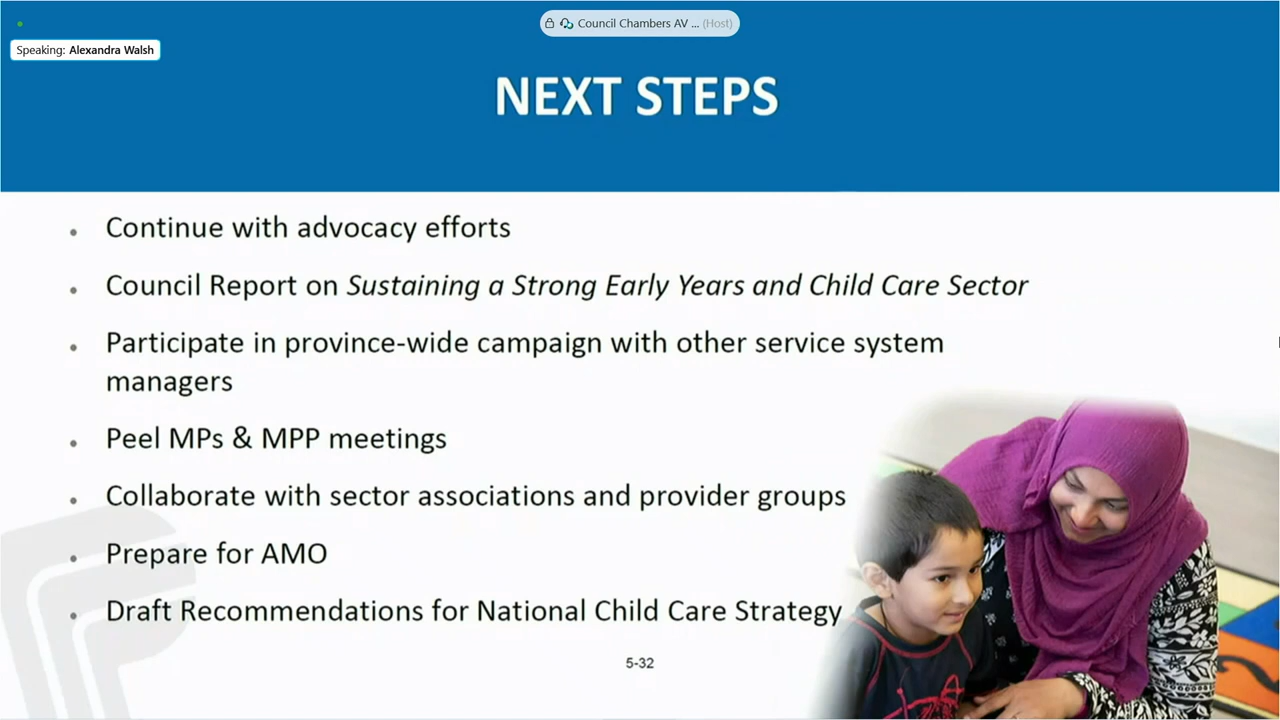 Council Chambers AV ... (Host)
Speaking: Alexandra Walsh
NEXT STEPS
Continue with advocacy efforts
Council Report on Sustaining a Strong Early Years and Child Care Sector
Participate in province-wide campaign with other service system
managers
Peel MPs & MPP meetings
Collaborate with sector associations and provider groups
Prepare for AMO
Draft Recommendations for National Child Care Strategy
5-32